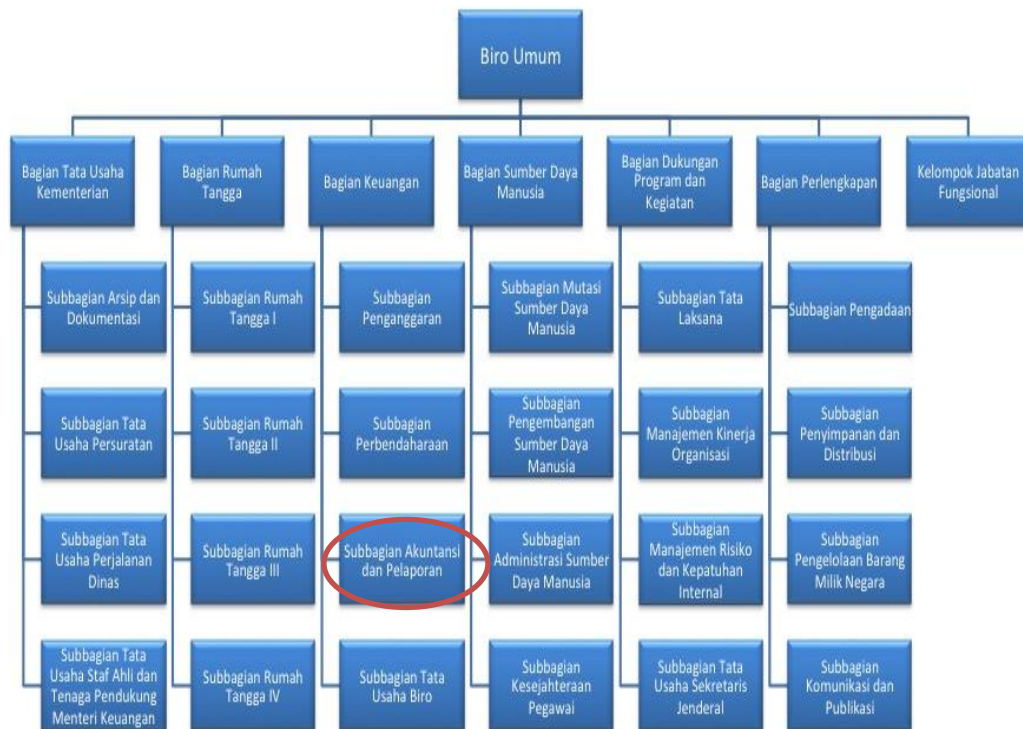 Biro Umum
Bagian Tata Usaha
Kementerian
Bagian Rumah
Tangga
Bagian Keuangan
Bagian Sumber Daya
Manusia
Bagian Dukungan
Program dan
Kegiatan
Bagian Perlengkapan
Kelompok Jabatan
Fungsional
Subbagian Arsip dan
Dokumentasi
Subbagian Rumah
Tangga I
Subbagian
Penganggaran
Subbagian Mutasi
Sumber Daya
Manusia
Subbagian Tata
Laksana
Subbagian Pengadaan
Subbagian Tata
Usaha Persuratan
Subbagian Rumah
Tangga II
Subbagian
Perbendaharaan
Subbagian
Pengembangan
Sumber Daya
Manusia
Subbagian
Manajemen Kinerja
Organisasi
Subbagian
Penyimpanan dan
Distribusi
Subbagian Tata
Usaha Perjalanan
Dinas
Subbagian Rumah
Tangga III
Subbagian Akuntansi
dan Pelaporan
Subbagian
Administrasi Sumber
Daya Manusia
Subbagian
Manajemen Risiko
dan Kepatuhan
Internal
Subbagian
Pengelolaan Barang
Milik Negara
Subbagian Tata
Usaha Staf Ahli dan
Tenaga Pendukung
Menteri Keuangan
Subbagian Rumah
Tangga IV
Subbagian Tata
Usaha Biro
Subbagian
Kesejahteraan
Pegawai
Subbagian Tata
Usaha Sekretaris
Jenderal
Subbagian
Komunikasi dan
Publikasi